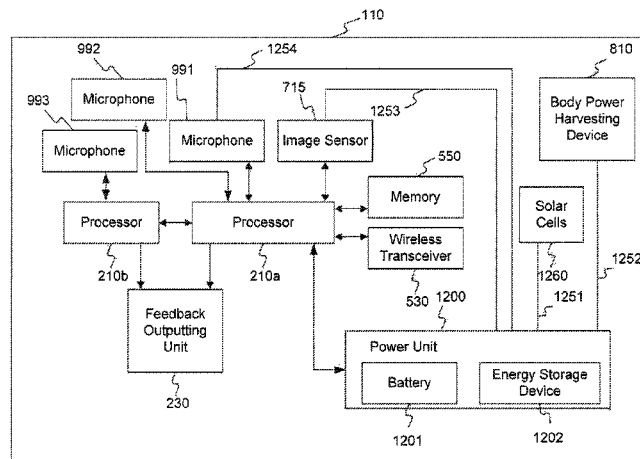 110
992
1254
810
991
Microphone
993
715
1253
Body Power
Harvesting
Device
Microphone
Image Sensor
Microphone
550
Memory
Solar
Cells
Processor
Processor
Wireless
Transceiver
1260
1252
210b
210a
530
1251
1200
Feedback
Outputting
Unit
Power Unit
Battery
Energy Storage
Device
230
1201
1202